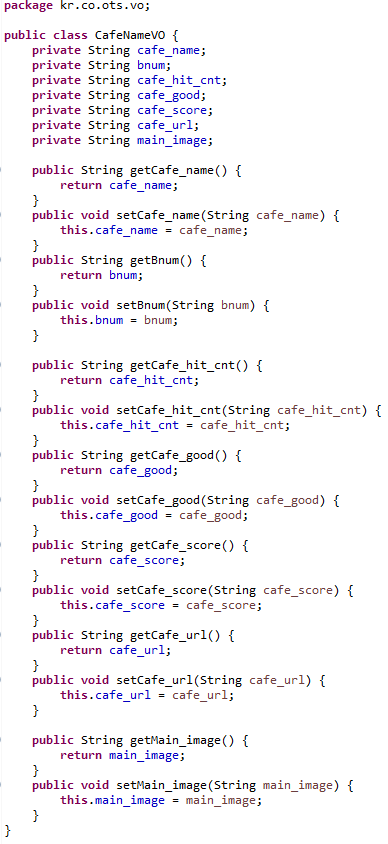 package kr.co.ots.vo;
public class CafeNameVO {
private String cafe_name;
private String bnum;
private String cafe_hit_cnt;
private String cafe_good;
private String cafe_score;
private String cafe_url;
private String main_image;
public String getCafe_name() {
return cafe_name;
}
public void setCafe_name(String cafe_name) {
this.cafe_name = cafe_name;
}
public String getBnum() {
return bnum;
}
public void setBnum(String bnum) {
this.bnum = bnum;
}
public String getCafe_hit_cnt() {
return cafe_hit_cnt;
}
public void setCafe_hit_cnt(String cafe_hit_cnt) {
this.cafe_hit_cnt = cafe_hit_cnt;
}
public String getCafe_good() {
return cafe_good;
}
public void setCafe_good(String cafe_good) {
this.cafe_good = cafe_good;
}
public String getCafe_score() {
return cafe_score;
}
public void setCafe_score(String cafe_score) {
this.cafe_score = cafe_score;
}
public String getCafe_url() {
return cafe_url;
}
public void setCafe_url(String cafe_url) {
this.cafe_url = cafe_url;
}
public String getMain_image() {
return main_image;
}
public void setMain_image(String main_image) {
this.main_image = main_image;
}
}